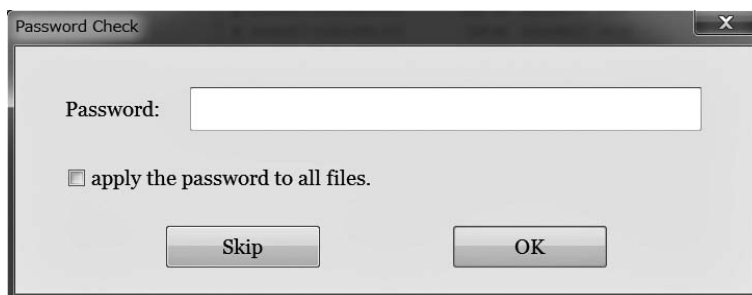 Password Check
X
Password:
apply the password to all files.
Skip
OK